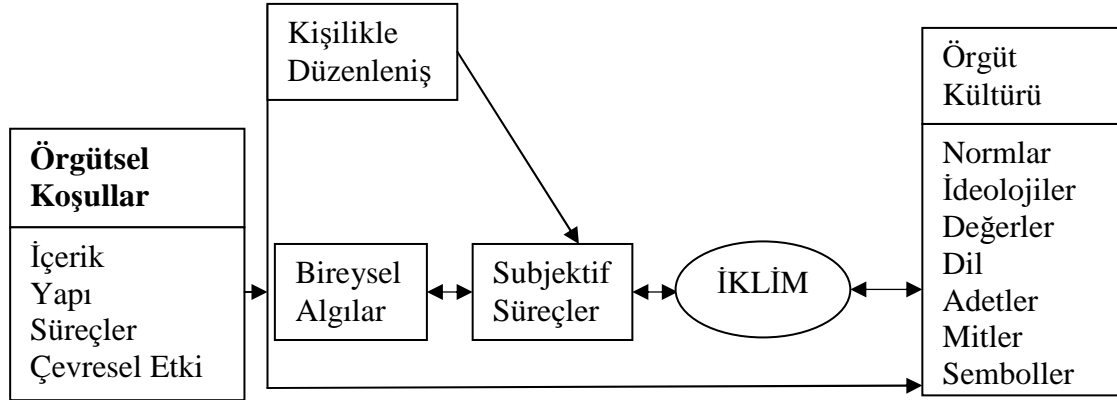 Kişilikle
Düzenleniş
Örgüt
Kültürü
Örgütsel
Koşullar
İçerik
Yapı
Süreçler
Çevresel Etki
Bireysel
Algılar
Subjektif
Süreçler
İKLİM
Normlar
İdeolojiler
Değerler
Dil
Adetler
Mitler
Semboller